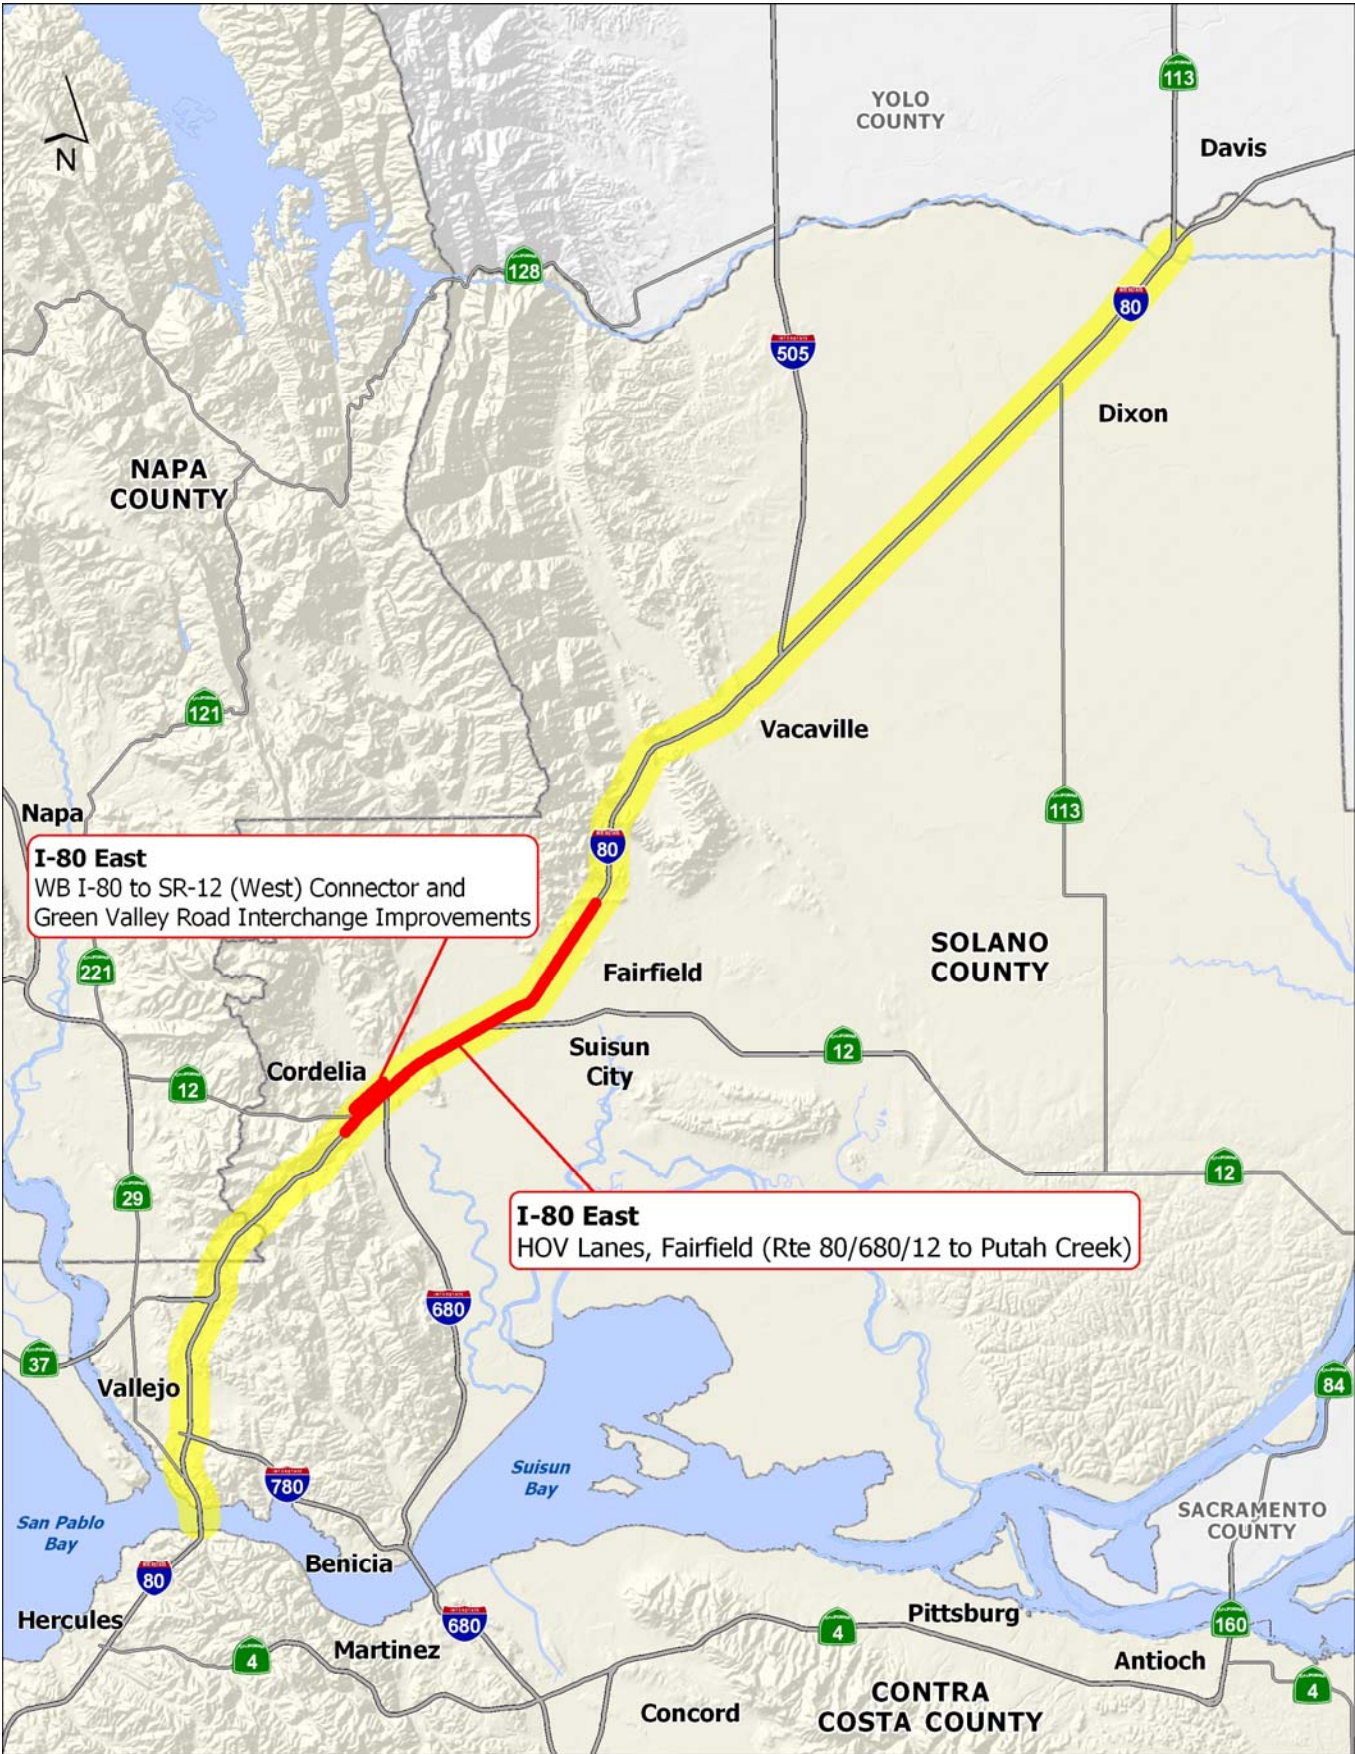 113
YOLO
COUNTY
Davis
N
128
80
505
Dixon
NAPA
COUNTY
121
Vacaville
Napa
113
80
I-80 East
WB I-80 to SR-12 (West) Connector and
Green Valley Road Interchange Improvements
SOLANO
COUNTY
221
Fairfield
12
Suisun
City
Cordelia
12
12
29
I-80 East
HOV Lanes, Fairfield (Rte 80/680/12 to Putah Creek)
680
37
Vallejo
84
Suisun
Bay
780
San Pablo
Bay
SACRAMENTO
COUNTY
Benicia
80
Hercules
680
Pittsburg
160
4
Martinez
4
Antioch
4
CONTRA
COSTA COUNTY
Concord